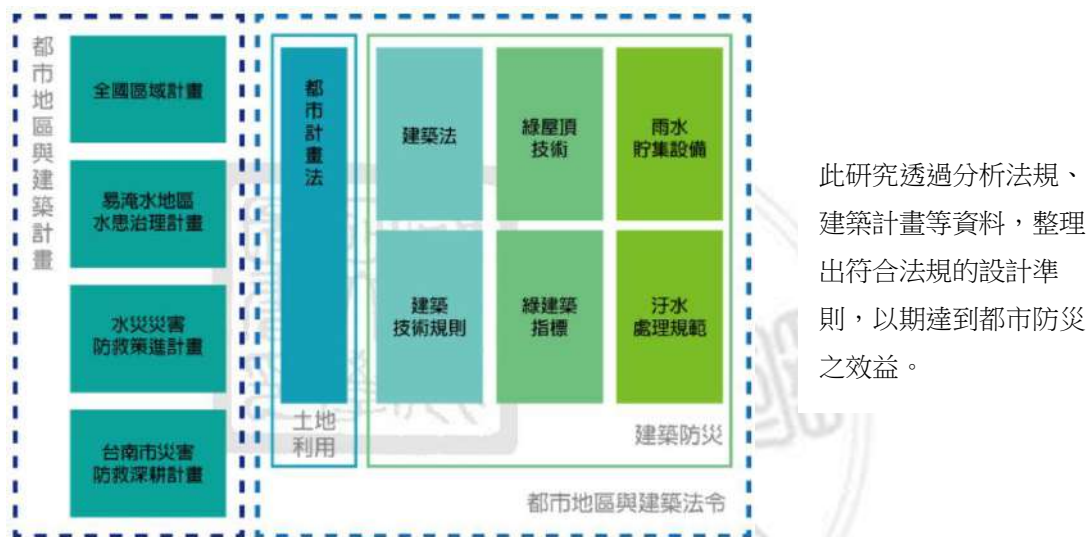 都市地區與建築計畫
全國區域計畫
易淹水地區
水患治理計畫
水災災害
防救策進計畫
台南市災害
防救深耕計畫
都市計畫法
土地
利用
建築法
綠屋頂
技術
雨水
貯集設備
建築
技術規則
綠建築
指標
汙水
處理規範
建築防災
都市地區與建築法令
此研究透過分析法規、
建築計畫等資料，整理
出符合法規的設計準
則，以期達到都市防災
之效益。